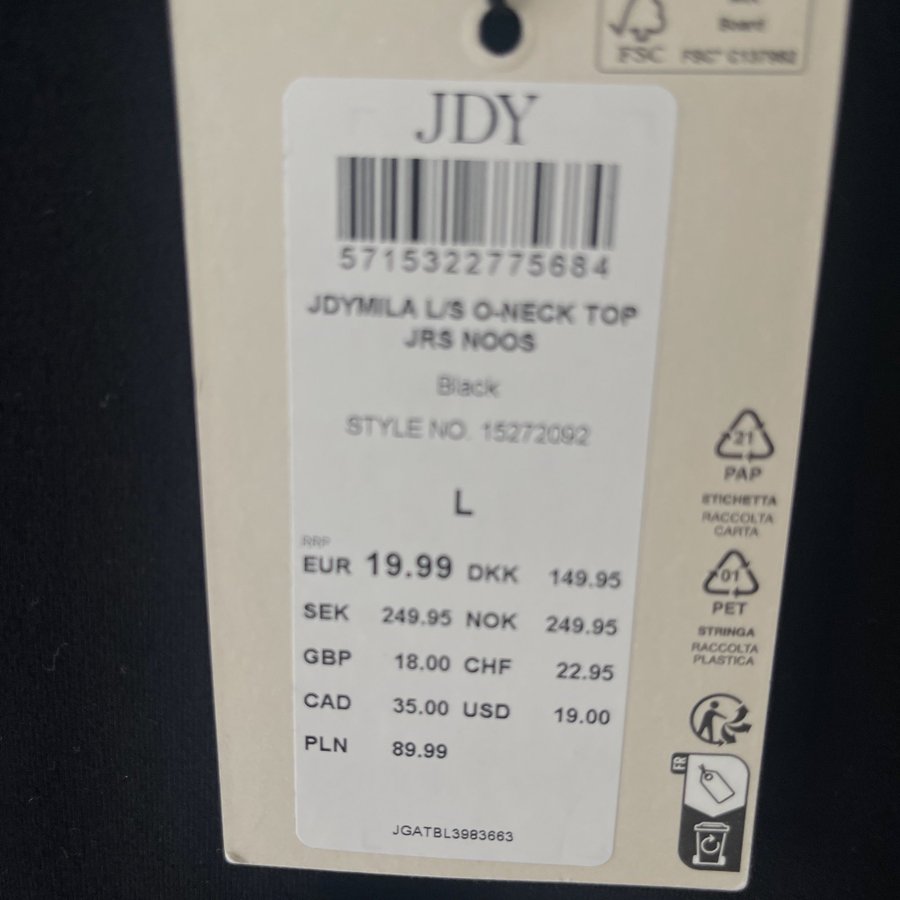 Board
FSC
FSC® C137982
JDY
5715322775684
JDYMILA L/S O-NECK TOP
JRS NOOS
Black
STYLE NO. 15272092
L
RRP
EUR 19.99 DKK 149.95
SEK 249.95 NOK 249.95
GBP 18.00 CHF 22.95
CAD 35.00 USD 19.00
PLN 89.99
JGATBL3983663
21
PAP
ETICHETTA
RACCOLTA
CARTA
01
PET
STRINGA
RACCOLTA
PLASTICA
FR